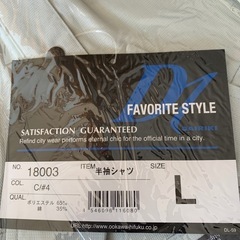 FAVORITE STYLE
SATISFACTION GUARANTEED
Refind city wear performs eternal chic for the official time in a city.
NO. 18003 ITEM 半袖シャツ SIZE L
COL. C/#4
QUAL. ポリエステル 65%
綿 35%
http://www.ookawahifuku.co.jp